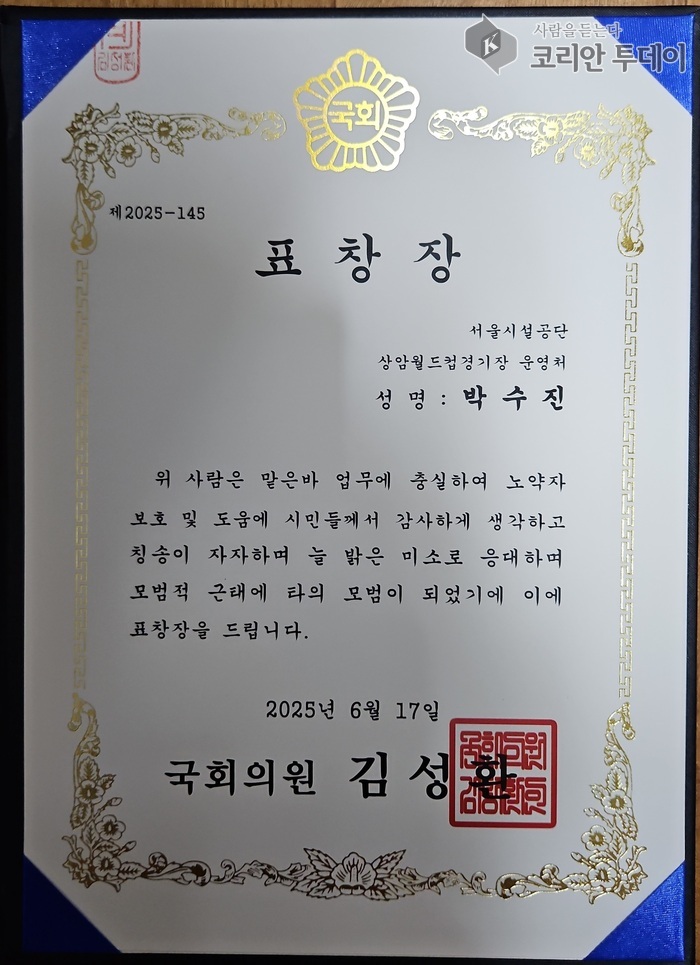 사람을 듣는다
코리안 투데이
K
국회
제2025-145
표 창 장
서울시설공단
상암월드컵경기장 운영처
성 명 : 박 수 진
위 사람은 맡은바 업무에 충실하여 노약자
보호 및 도움에 시민들께서 감사하게 생각하고
칭송이 자자하며 늘 밝은 미소로 응대하며
모범적 근태에 타의 모범이 되었기에 이에
표창장을 드립니다.
2025년 6월 17일
국회의원 김성환